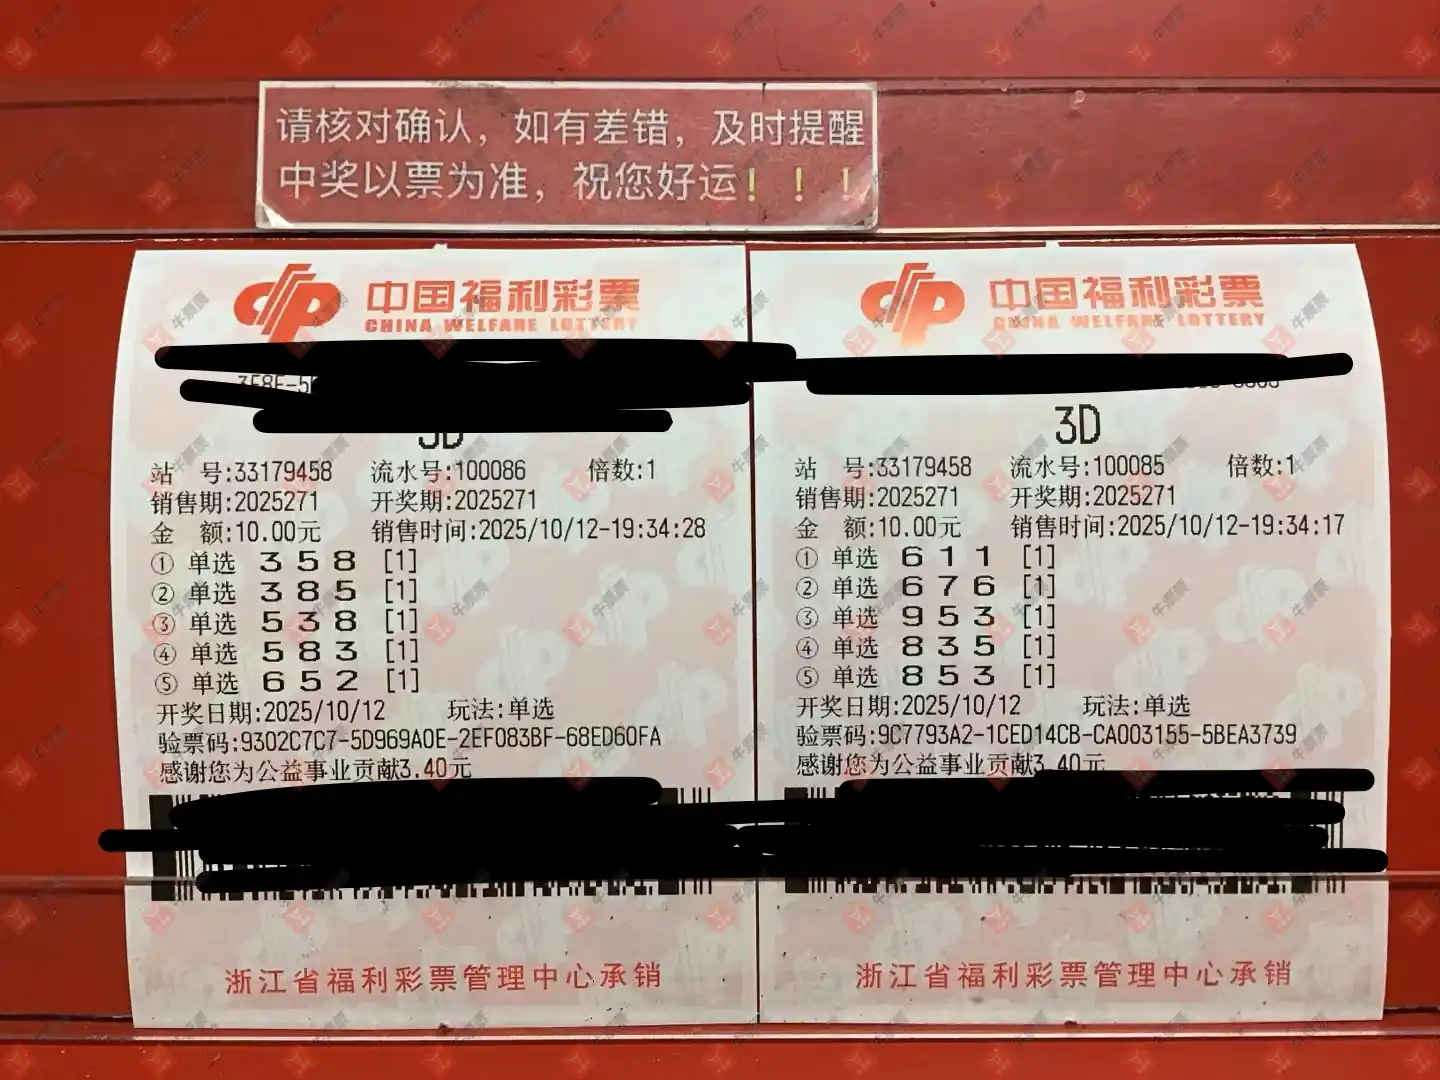 请核对确认，如有差错，及时提醒
中奖以票为准，祝您好运！！！
中国福利彩票
CHINA WELFARE LOTTERY
3D
站 号:33179458 流水号:100086 倍数:1
销售期:2025271 开奖期:2025271
金 额:10.00元 销售时间:2025/10/12-19:34:28
① 单选 3 5 8 [1]
② 单选 3 8 5 [1]
③ 单选 5 3 8 [1]
④ 单选 5 8 3 [1]
⑤ 单选 6 5 2 [1]
开奖日期:2025/10/12 玩法:单选
验票码:9302C7C7-5D969A0E-2EF083BF-68ED60FA
感谢您为公益事业贡献3.40元
浙江省福利彩票管理中心承销
中国福利彩票
CHINA WELFARE LOTTERY
3D
站 号:33179458 流水号:100085 倍数:1
销售期:2025271 开奖期:2025271
金 额:10.00元 销售时间:2025/10/12-19:34:17
① 单选 6 1 1 [1]
② 单选 6 7 6 [1]
③ 单选 9 5 3 [1]
④ 单选 8 3 5 [1]
⑤ 单选 8 5 3 [1]
开奖日期:2025/10/12 玩法:单选
验票码:9C7793A2-1CED14CB-CA003155-5BEA3739
感谢您为公益事业贡献3.40元
浙江省福利彩票管理中心承销